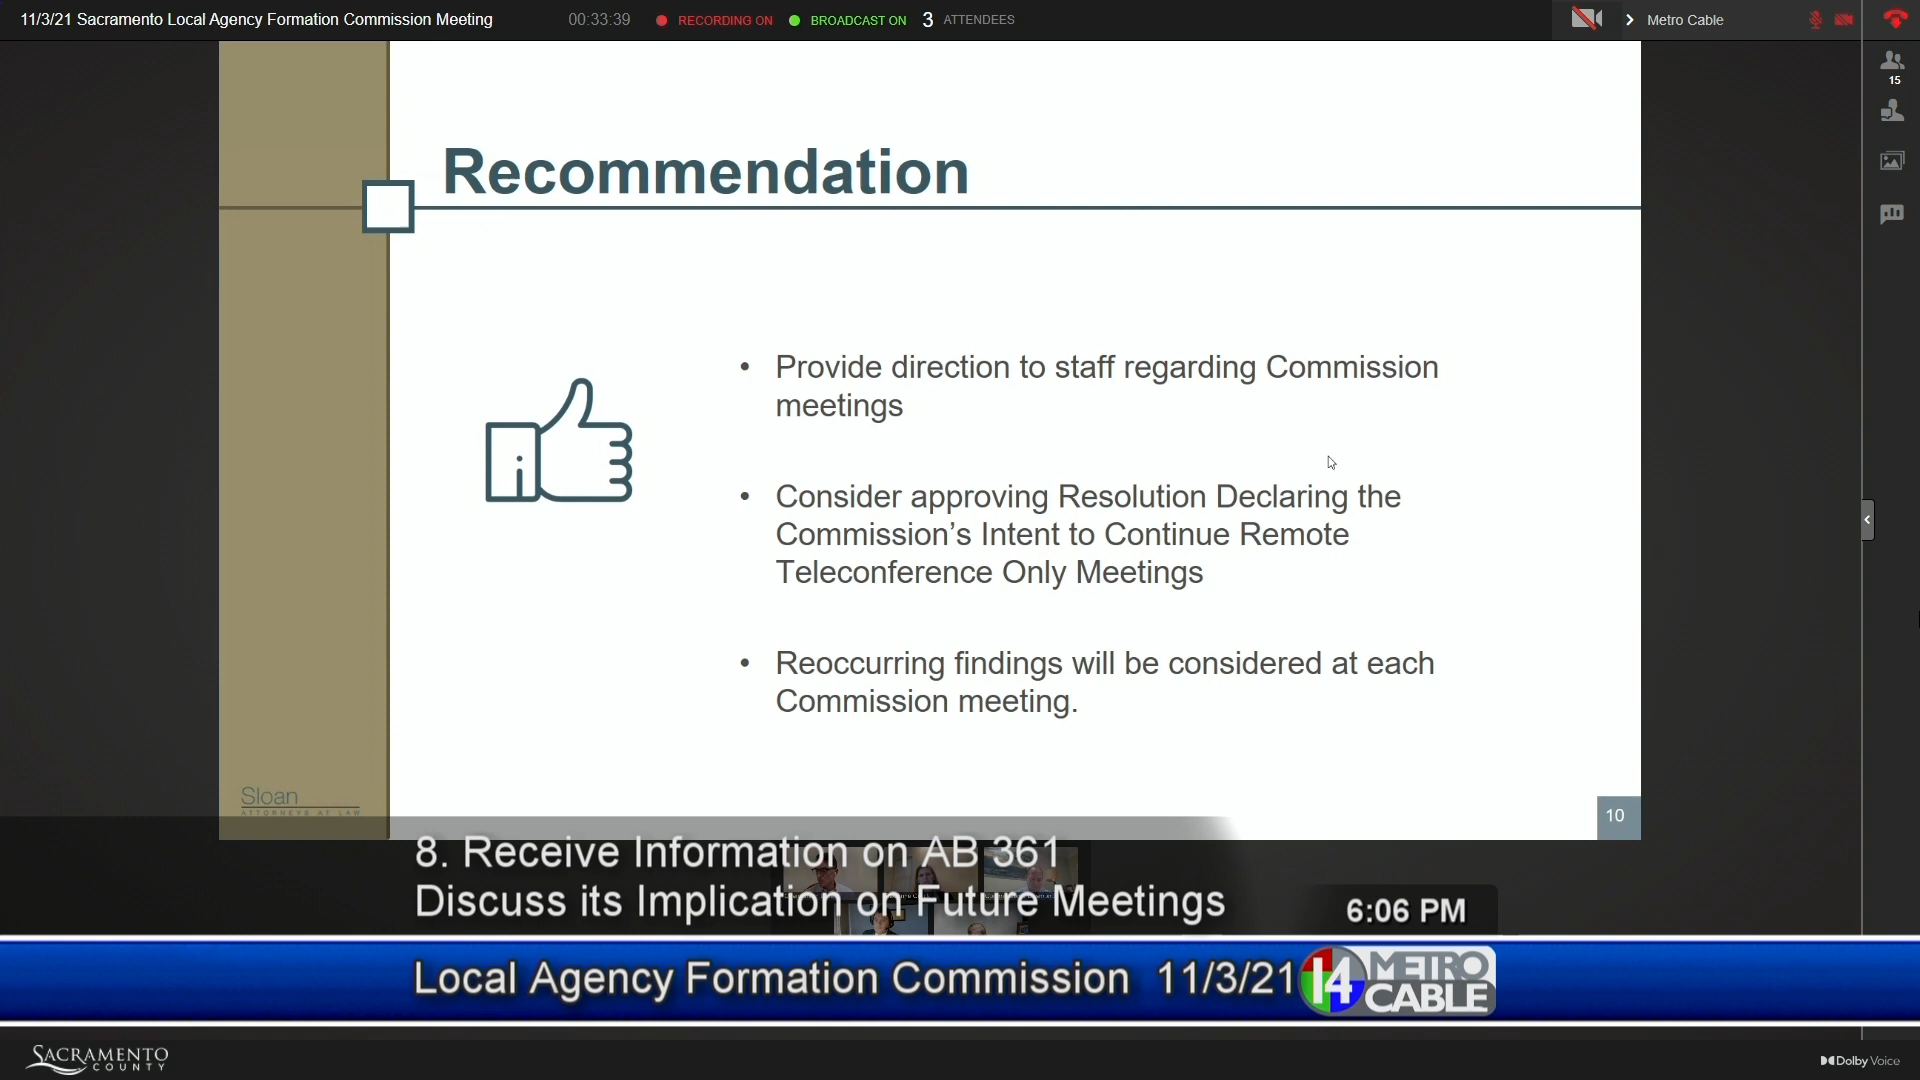 11/3/21 Sacramento Local Agency Formation Commission Meeting 00:33:39 RECORDING ON BROADCAST ON 3 ATTENDEES Metro Cable
15
Recommendation
• Provide direction to staff regarding Commission
meetings
• Consider approving Resolution Declaring the
Commission's Intent to Continue Remote
Teleconference Only Meetings
• Reoccurring findings will be considered at each
Commission meeting.
Sloan
ATTORNEYS AT LAW
10
8. Receive Information on AB 361
Discuss its Implication on Future Meetings
6:06 PM
Local Agency Formation Commission 11/3/21
14 METRO
CABLE
SACRAMENTO
COUNTY
Dolby Voice